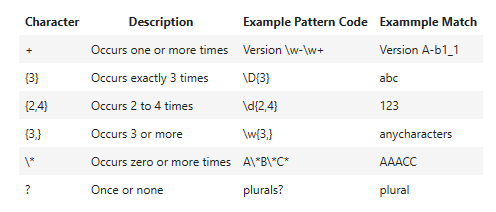 Character Description Example Pattern Code Exammple Match
+ Occurs one or more times Version \w-\w+ Version A-b1_1
{3} Occurs exactly 3 times \D{3} abc
{2,4} Occurs 2 to 4 times \d{2,4} 123
{3,} Occurs 3 or more \w{3,} anycharacters
\* Occurs zero or more times A\*B\*C* AAACC
? Once or none plurals? plural